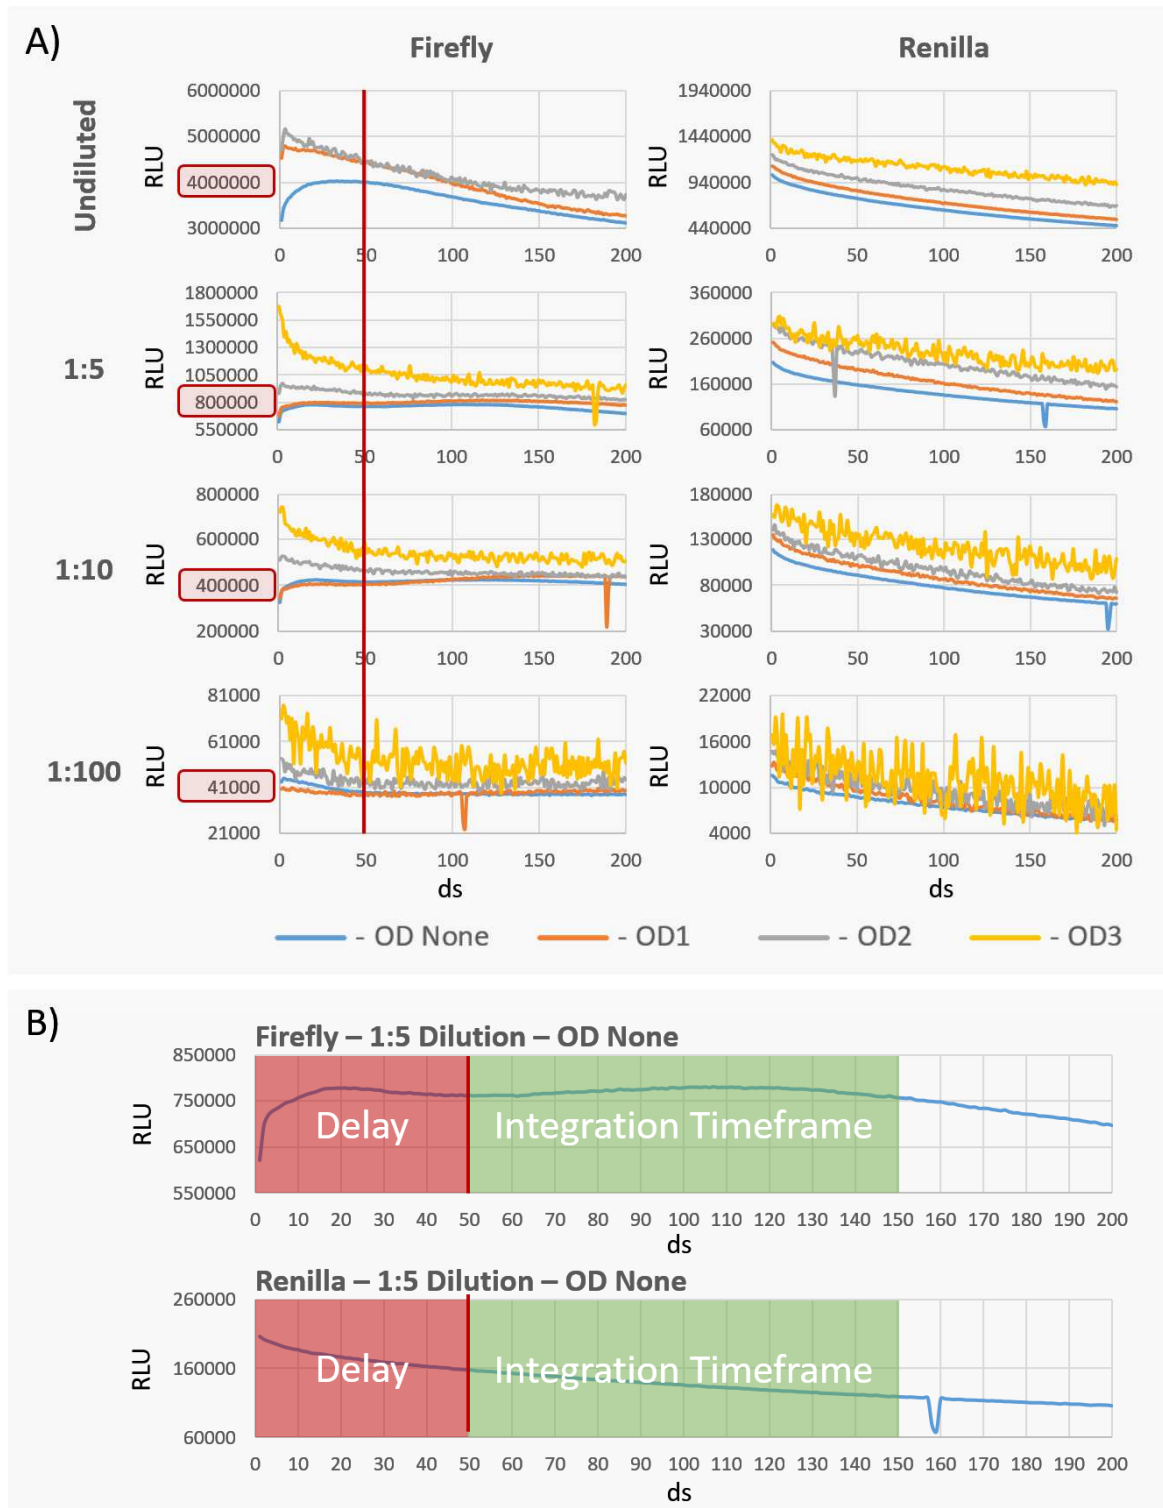 A)
Firefly
Renilla
Undiluted
RLU
6000000
5000000
4000000
3000000
0 50 100 150 200
RLU
1940000
1440000
940000
440000
0 50 100 150 200
1:5
RLU
1800000
1550000
1300000
1050000
800000
550000
0 50 100 150 200
RLU
360000
260000
160000
60000
0 50 100 150 200
1:10
RLU
800000
600000
400000
200000
0 50 100 150 200
RLU
180000
130000
80000
30000
0 50 100 150 200
1:100
RLU
81000
61000
41000
21000
0 50 100 150 200
ds
RLU
22000
16000
10000
4000
0 50 100 150 200
ds
- OD None - OD1 - OD2 - OD3
B)
Firefly – 1:5 Dilution – OD None
RLU
850000
750000
650000
550000
Delay Integration Timeframe
0 10 20 30 40 50 60 70 80 90 100 110 120 130 140 150 160 170 180 190 200
ds
Renilla – 1:5 Dilution – OD None
RLU
260000
160000
60000
Delay Integration Timeframe
0 10 20 30 40 50 60 70 80 90 100 110 120 130 140 150 160 170 180 190 200
ds